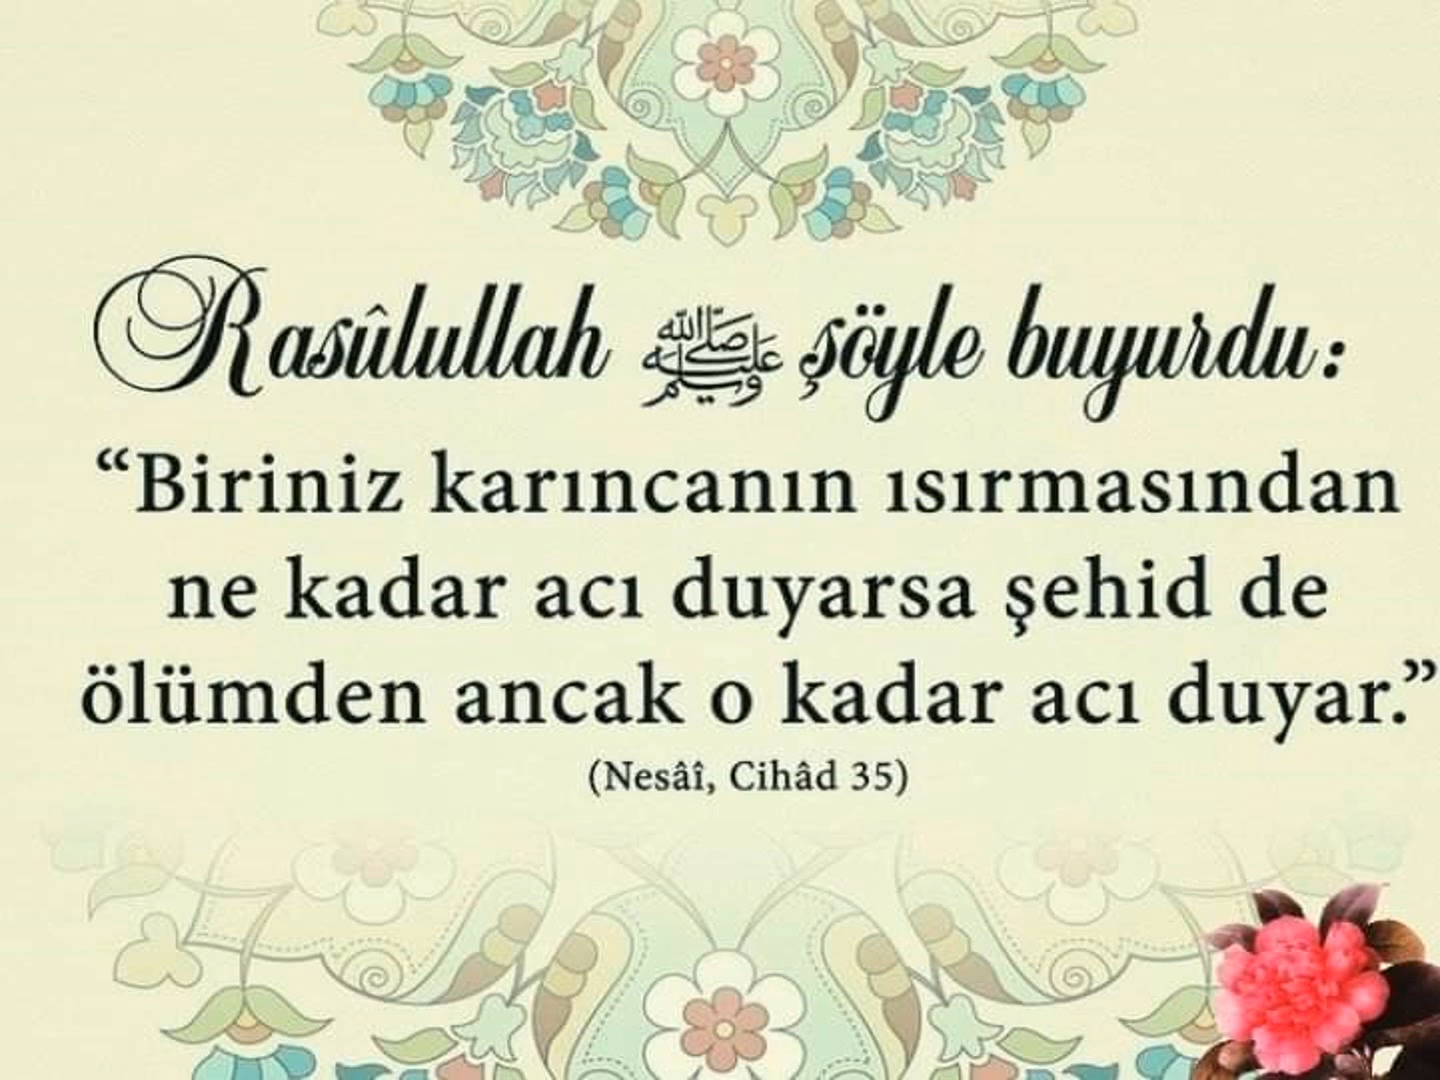 Rasûlullah ﷺ şöyle buyurdu:
“Biriniz karıncanın ısırmasından
ne kadar acı duyarsa şehid de
ölümden ancak o kadar acı duyar.”
(Nesâî, Cihâd 35)